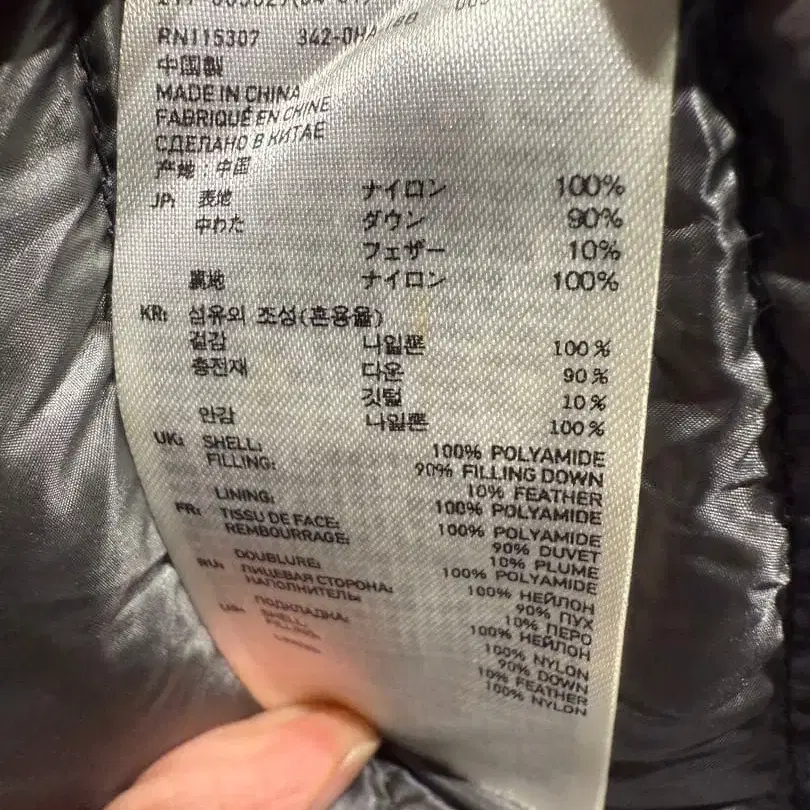 RN115307 342-0HA
中国製
MADE IN CHINA
FABRIQUÉ EN CHINE
СДЕЛАНО В КИТАЕ
产地:中国
JP: 表地 ナイロン 100%
中わた ダウン 90%
フェザー 10%
裏地 ナイロン 100%
KR: 섬유의 조성(혼용율)
겉감 나일론 100%
충전재 다운 90%
깃털 10%
안감 나일론 100%
UK: SHELL: 100% POLYAMIDE
FILLING: 90% FILLING DOWN
10% FEATHER
LINING: 100% POLYAMIDE
FR: TISSU DE FACE: 100% POLYAMIDE
REMBOURRAGE: 90% DUVET
10% PLUME
DOUBLURE: 100% POLYAMIDE
RU: ЛИЦЕВАЯ СТОРОНА: 100% НЕЙЛОН
НАПОЛНИТЕЛЬ: 90% ПУХ
10% ПЕРО
ПОДКЛАДКА: 100% НЕЙЛОН
SHELL: 100% NYLON
FILLING: 90% DOWN
10% FEATHER
LINING: 100% NYLON